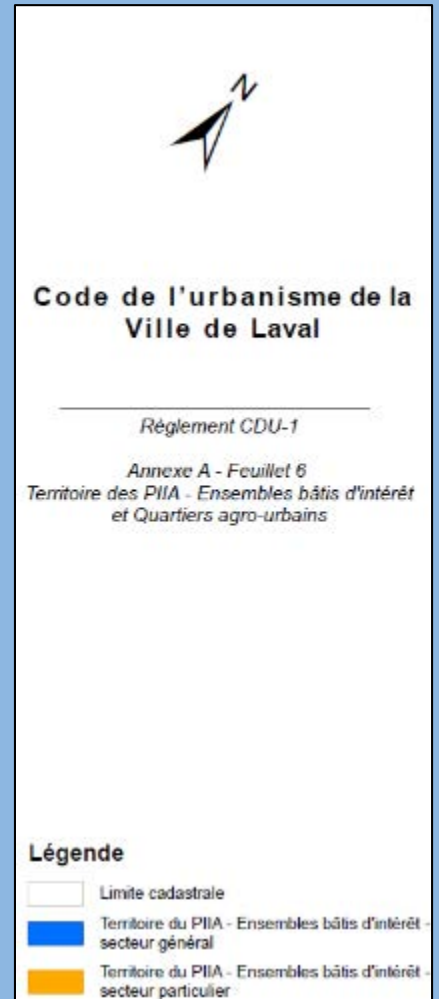 N
Code de l'urbanisme de la
Ville de Laval
Règlement CDU-1
Annexe A - Feuillet 6
Territoire des PIIA - Ensembles bâtis d'intérêt
et Quartiers agro-urbains
Légende
Limite cadastrale
Territoire du PIIA - Ensembles bâtis d'intérêt -
secteur général
Territoire du PIIA - Ensembles bâtis d'intérêt -
secteur particulier